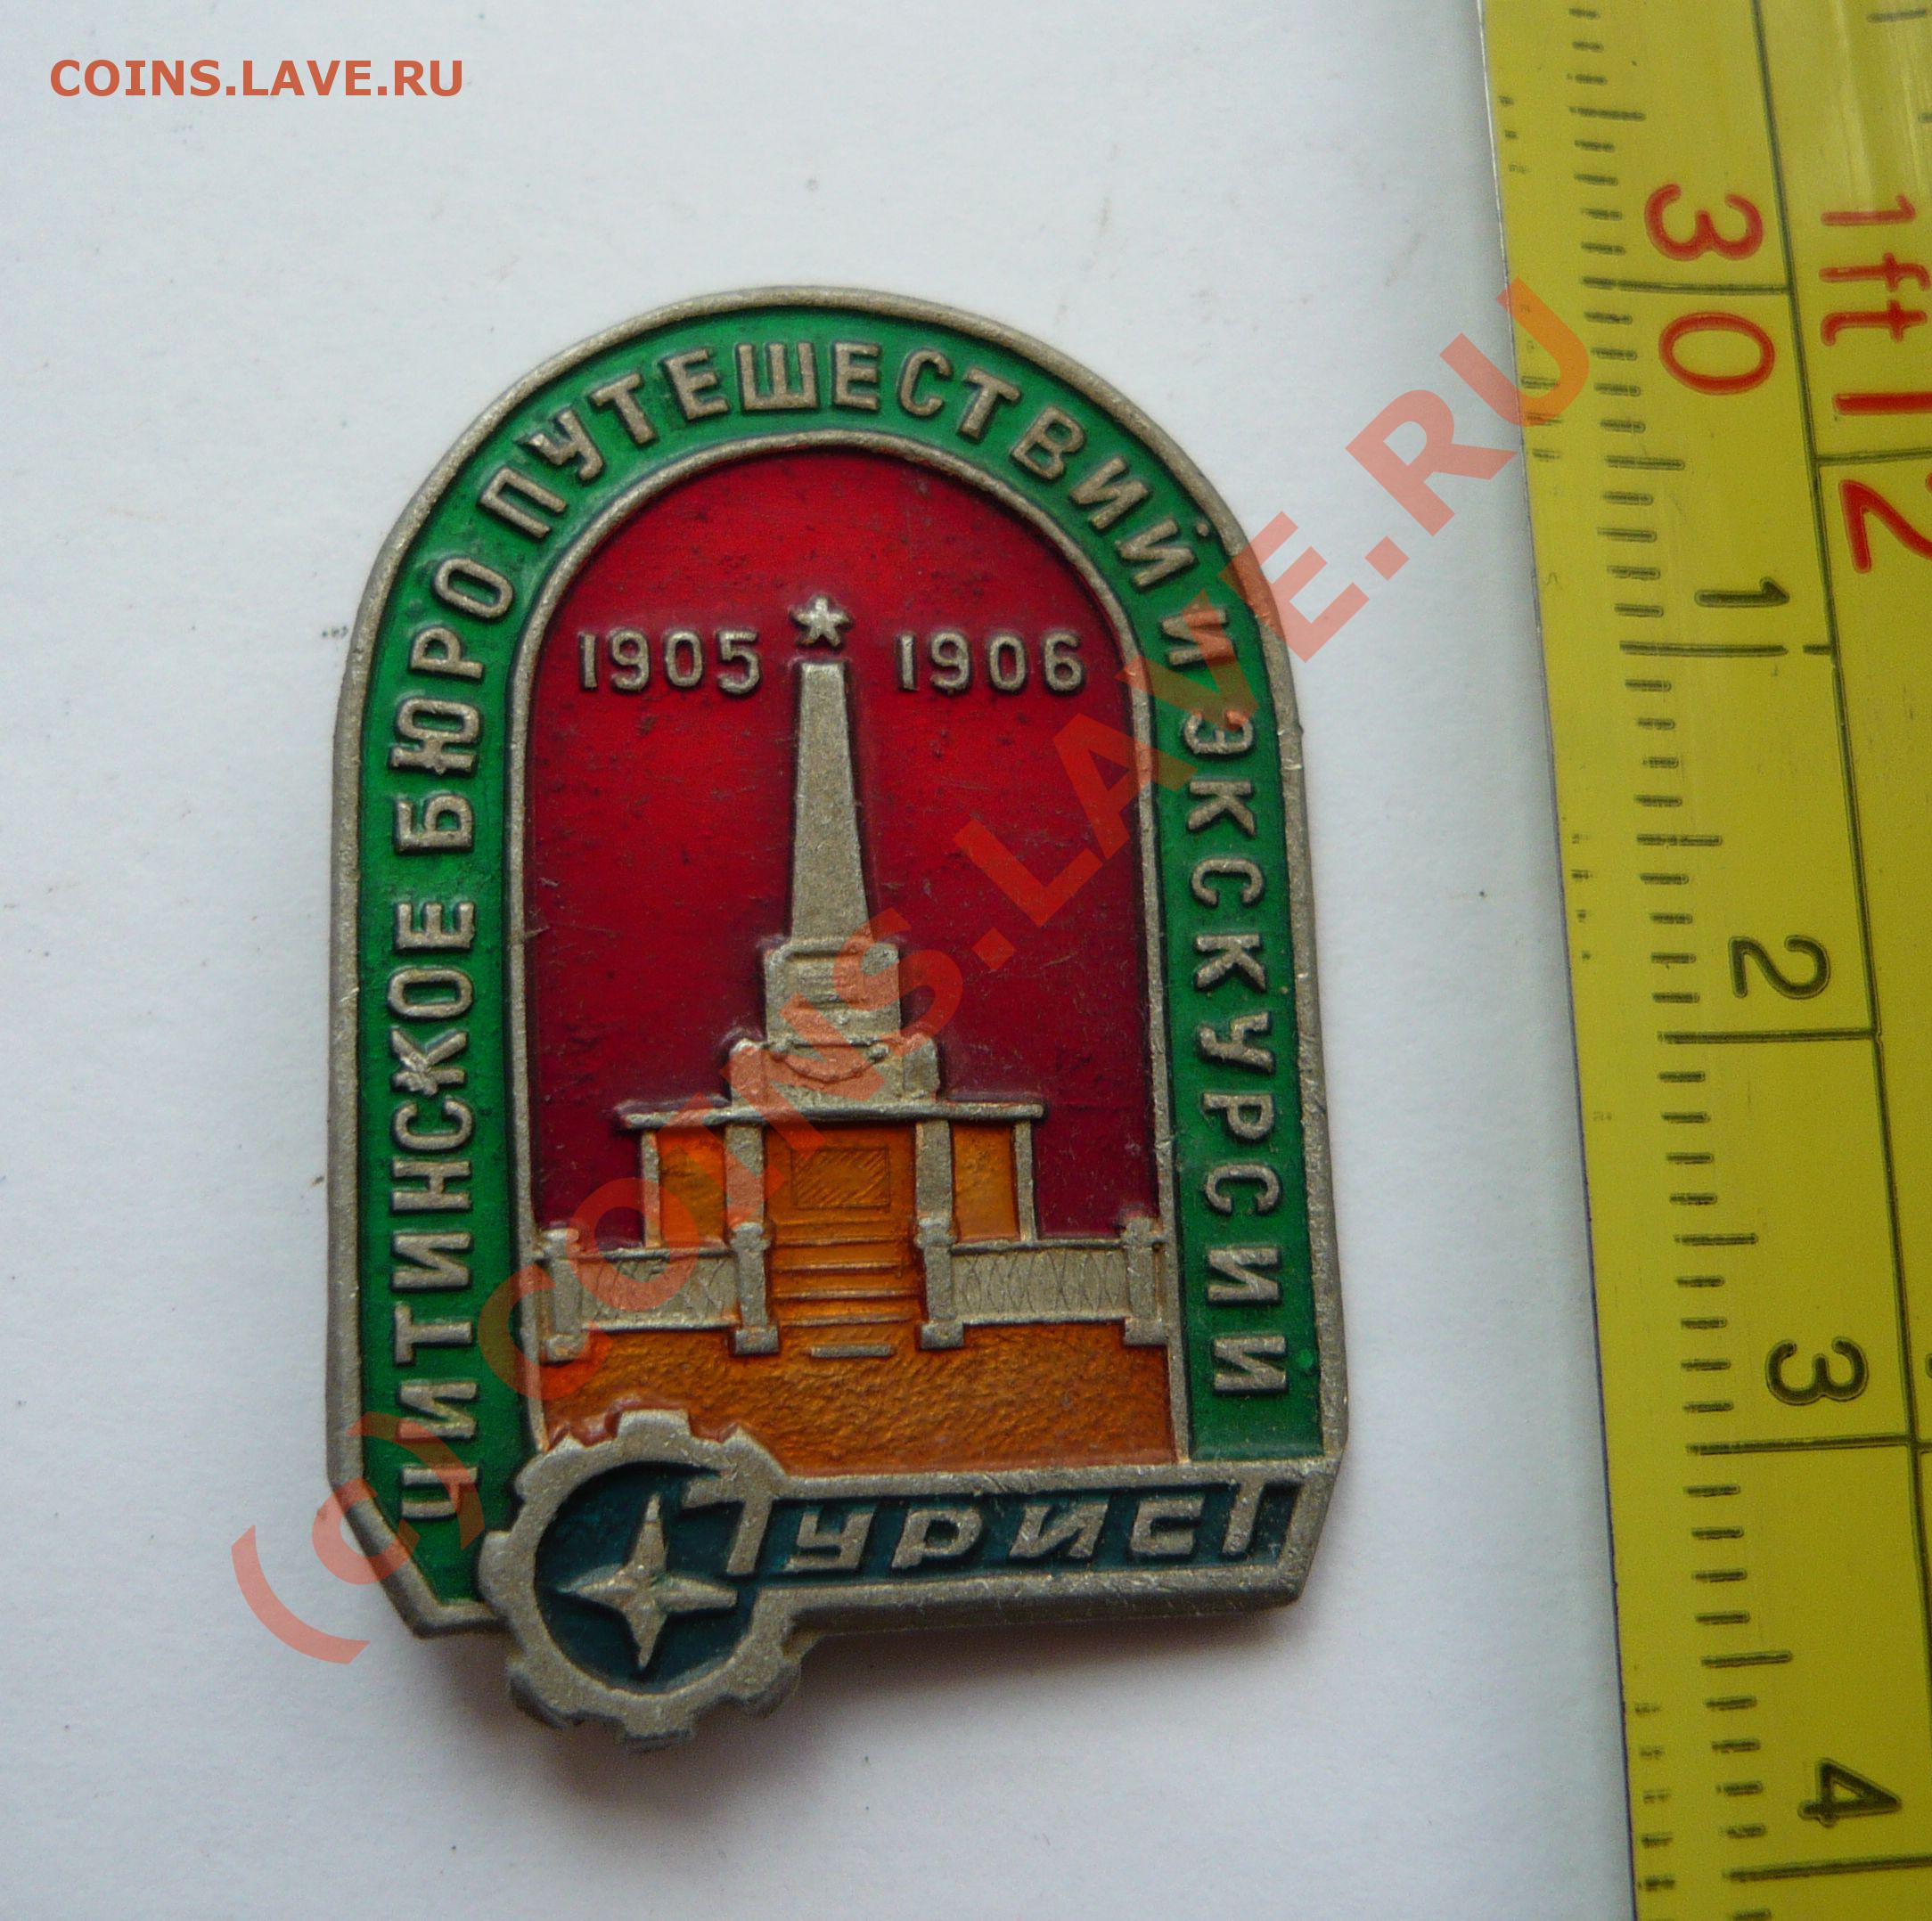 COINS.LAVE.RU
ЧИТИНСКОЕ БЮРО ПУТЕШЕСТВИЙ И ЭКСКУРСИИ
1905 1906
Турист
(c) COINS.LAVE.RU
30
1
2
3
4
1ft
12